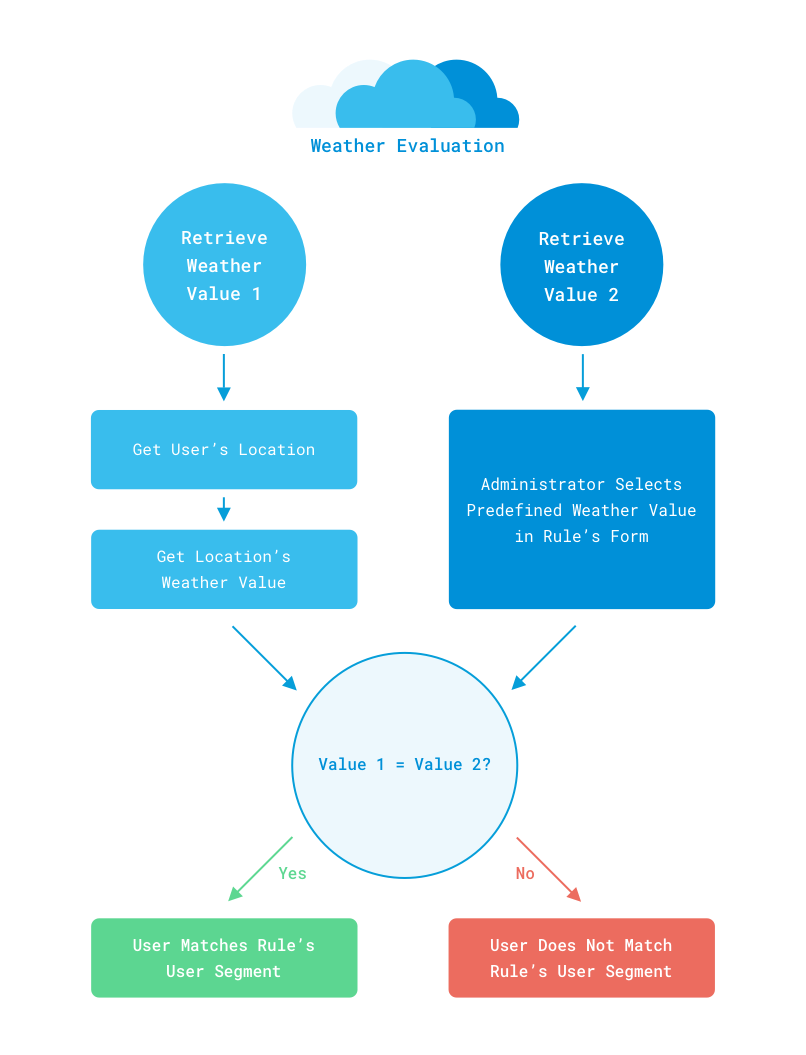 Weather Evaluation
Retrieve
Weather
Value 1
Retrieve
Weather
Value 2
Get User’s Location
Get Location’s
Weather Value
Administrator Selects
Predefined Weather Value
in Rule’s Form
Value 1 = Value 2?
Yes
No
User Matches Rule’s
User Segment
User Does Not Match
Rule’s User Segment